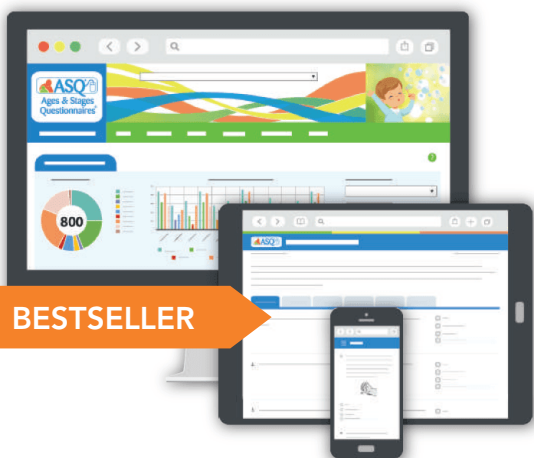 ASQ
Ages & Stages
Questionnaires®
800
ASQ
BESTSELLER